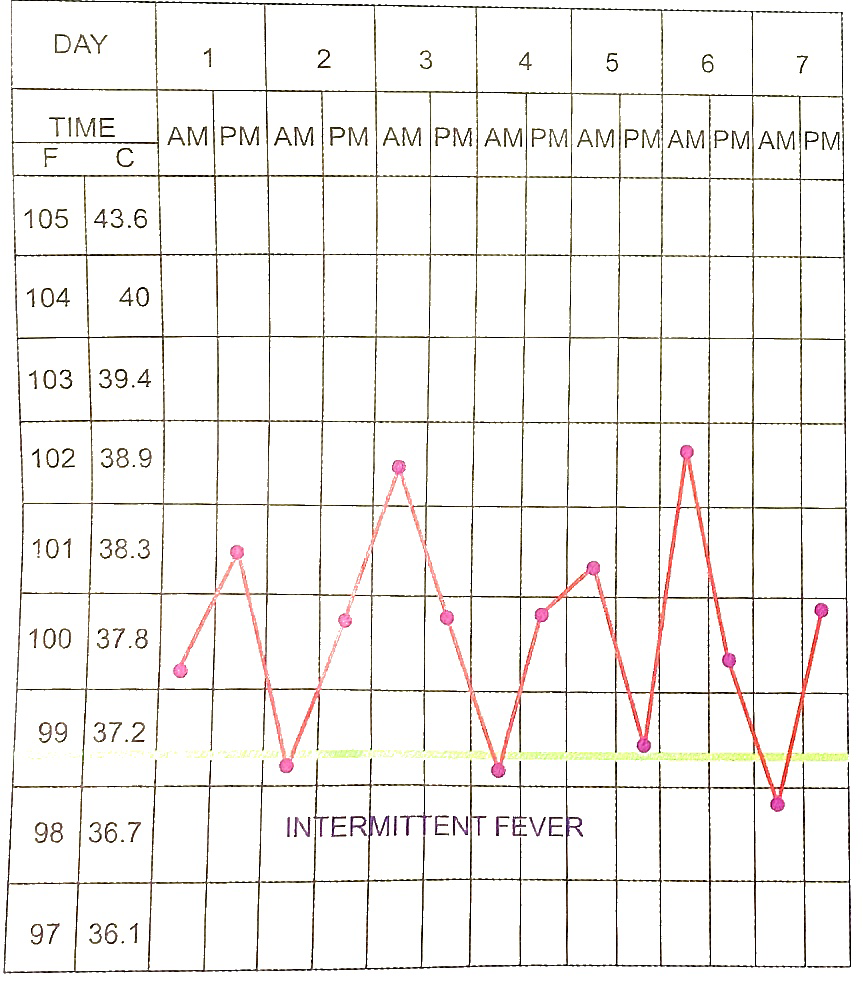 DAY 1 2 3 4 5 6 7
TIME AM PM AM PM AM PM AM PM AM PM AM PM AM PM
F C
105 43.6
104 40
103 39.4
102 38.9
101 38.3
100 37.8
99 37.2
98 36.7 INTERMITTENT FEVER
97 36.1